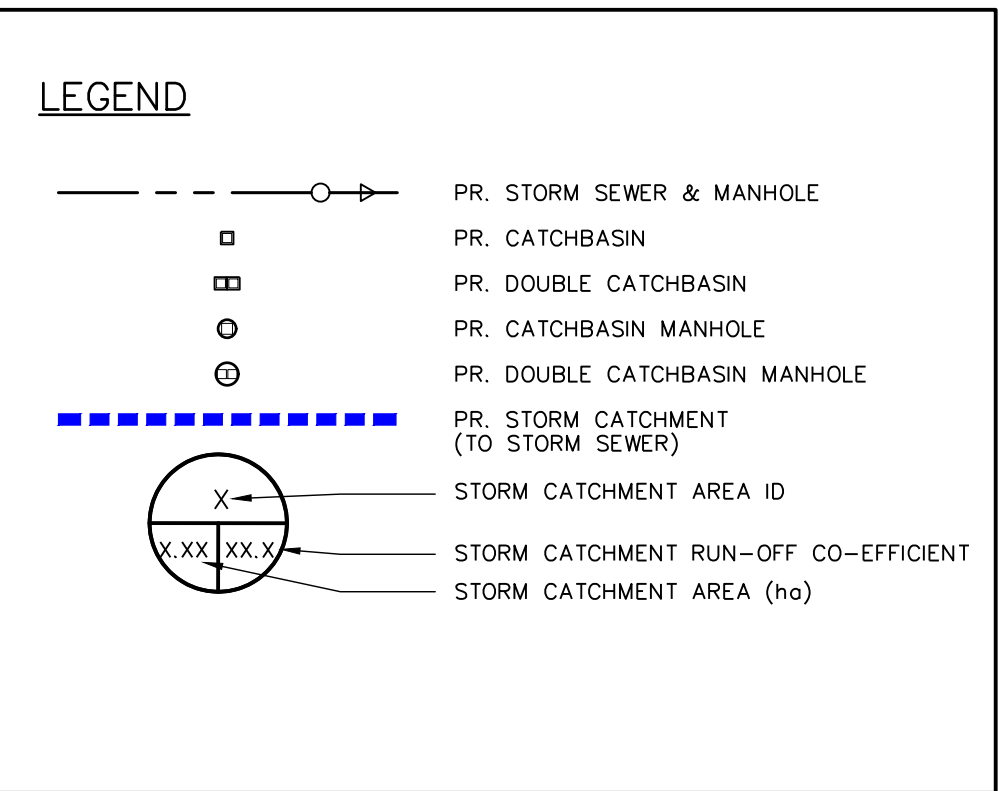 LEGEND
PR. STORM SEWER & MANHOLE
PR. CATCHBASIN
PR. DOUBLE CATCHBASIN
PR. CATCHBASIN MANHOLE
PR. DOUBLE CATCHBASIN MANHOLE
PR. STORM CATCHMENT
(TO STORM SEWER)
X
STORM CATCHMENT AREA ID
X.XX XX.X
STORM CATCHMENT RUN-OFF CO-EFFICIENT
STORM CATCHMENT AREA (ha)